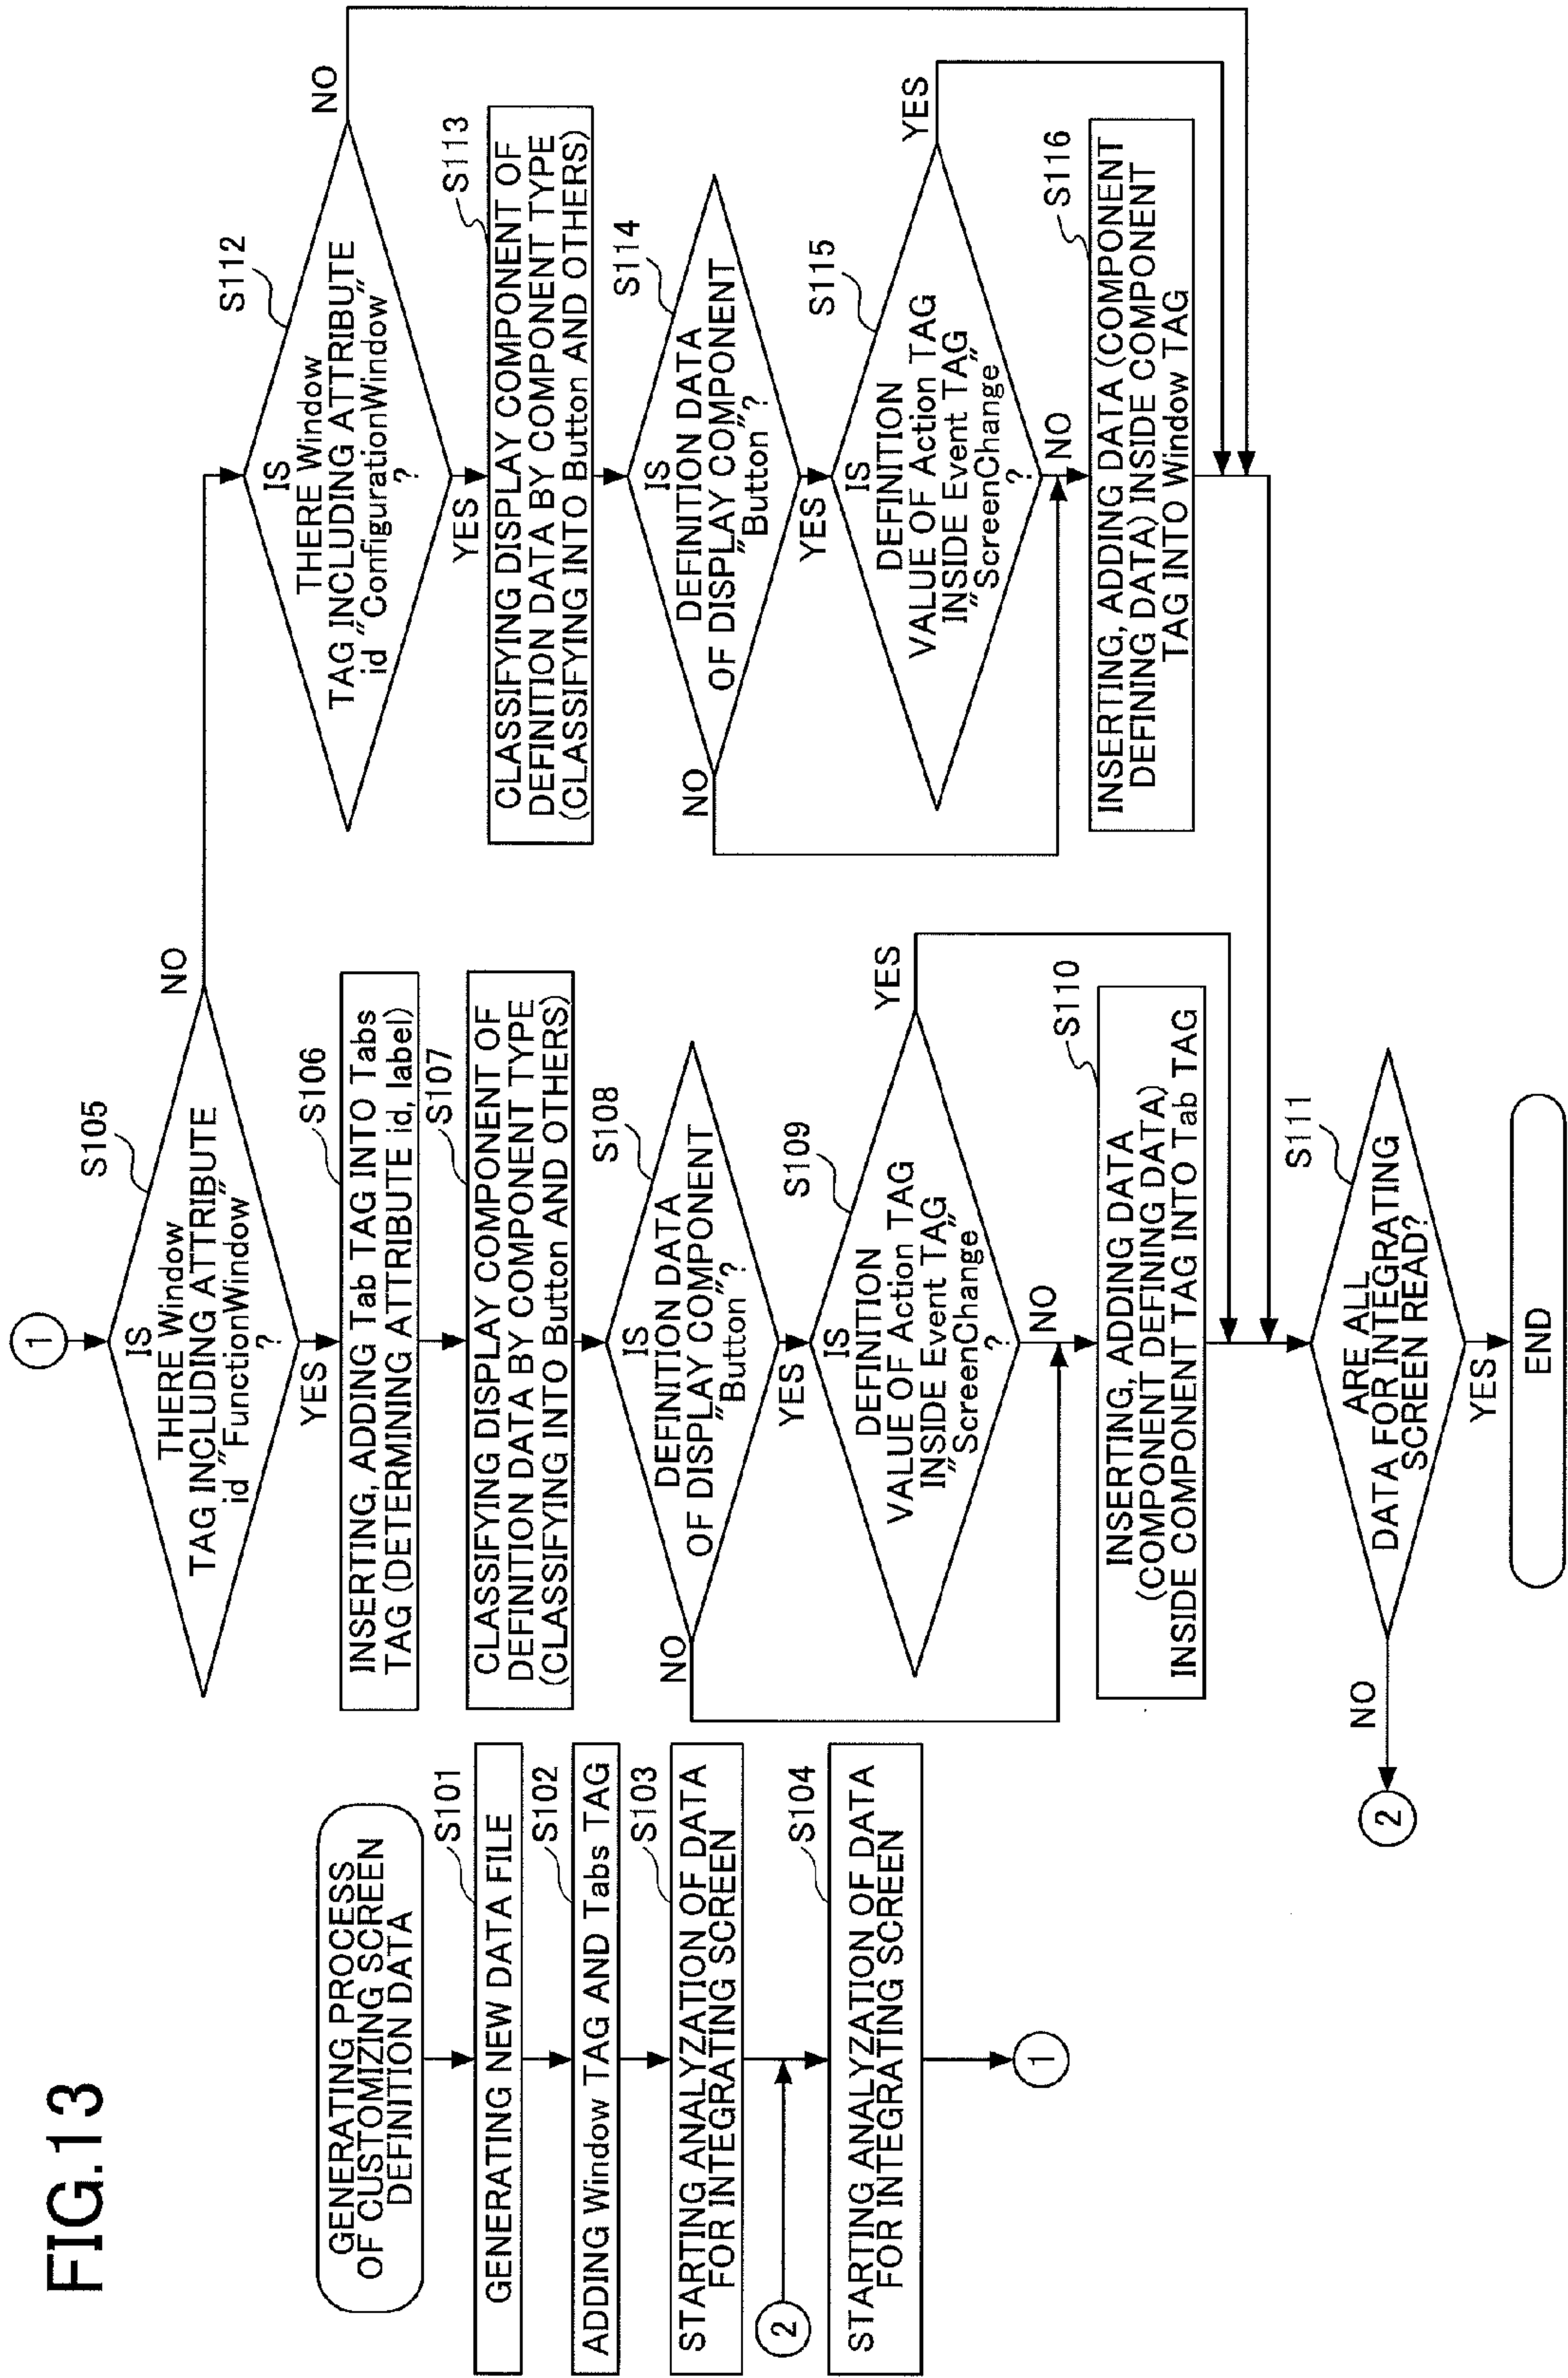 FIG.13
GENERATING PROCESS
OF CUSTOMIZING SCREEN
DEFINITION DATA
S101
GENERATING NEW DATA FILE
S102
ADDING Window TAG AND Tabs TAG
S103
STARTING ANALYZATION OF DATA
FOR INTEGRATING SCREEN
2
S104
STARTING ANALYZATION OF DATA
FOR INTEGRATING SCREEN
1
1
S105
IS
THERE Window
TAG INCLUDING ATTRIBUTE
id "FunctionWindow"
?
NO
YES
S106
INSERTING, ADDING Tab TAG INTO Tabs
TAG (DETERMINING ATTRIBUTE id, label)
S107
CLASSIFYING DISPLAY COMPONENT OF
DEFINITION DATA BY COMPONENT TYPE
(CLASSIFYING INTO Button AND OTHERS)
S108
IS
DEFINITION DATA
OF DISPLAY COMPONENT
"Button"?
NO
YES
S109
IS
DEFINITION
VALUE OF Action TAG
INSIDE Event TAG
"ScreenChange"
?
YES
NO
S110
INSERTING, ADDING DATA
(COMPONENT DEFINING DATA)
INSIDE COMPONENT TAG INTO Tab TAG
S111
ARE ALL
DATA FOR INTEGRATING
SCREEN READ?
NO
2
YES
END
S112
IS
THERE Window
TAG INCLUDING ATTRIBUTE
id "ConfigurationWindow"
?
NO
YES
S113
CLASSIFYING DISPLAY COMPONENT OF
DEFINITION DATA BY COMPONENT TYPE
(CLASSIFYING INTO Button AND OTHERS)
S114
IS
DEFINITION DATA
OF DISPLAY COMPONENT
"Button"?
NO
YES
S115
IS
DEFINITION
VALUE OF Action TAG
INSIDE Event TAG
"ScreenChange"
?
YES
NO
S116
INSERTING, ADDING DATA (COMPONENT
DEFINING DATA) INSIDE COMPONENT
TAG INTO Window TAG